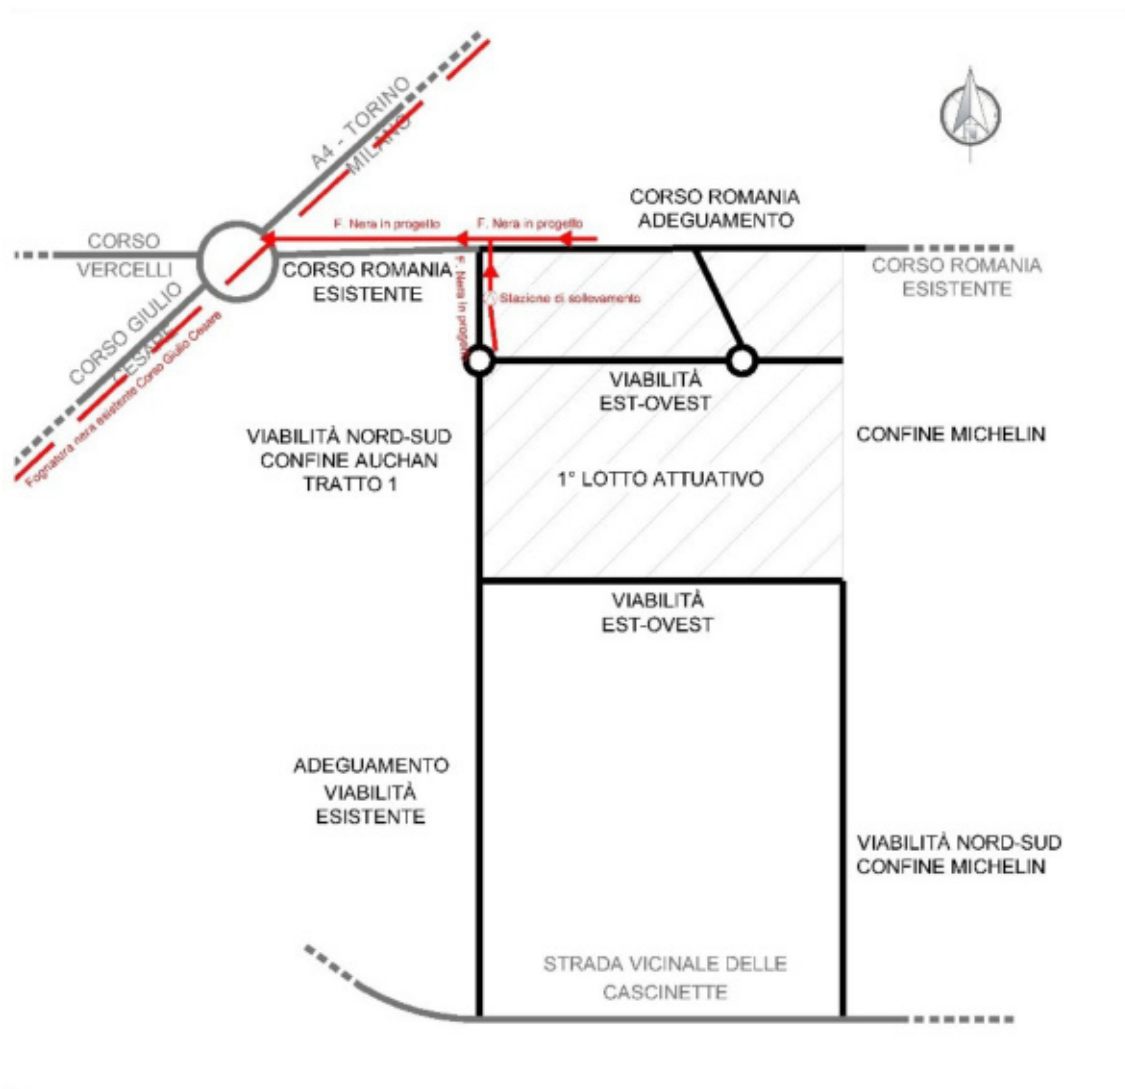 A4 - TORINO
MILANO
CORSO ROMANIA
ADEGUAMENTO
F. Nera in progetto
F. Nera in progetto
CORSO
VERCELLI
CORSO ROMANIA
ESISTENTE
CORSO ROMANIA
ESISTENTE
F. Nera in progetto
Stazione di sollevamento
CORSO GIULIO
CESARE
Fognatura nera esistente Corso Giulio Cesare
VIABILITÀ
EST-OVEST
VIABILITÀ NORD-SUD
CONFINE AUCHAN
TRATTO 1
CONFINE MICHELIN
1° LOTTO ATTUATIVO
VIABILITÀ
EST-OVEST
ADEGUAMENTO
VIABILITÀ
ESISTENTE
VIABILITÀ NORD-SUD
CONFINE MICHELIN
STRADA VICINALE DELLE
CASCINETTE